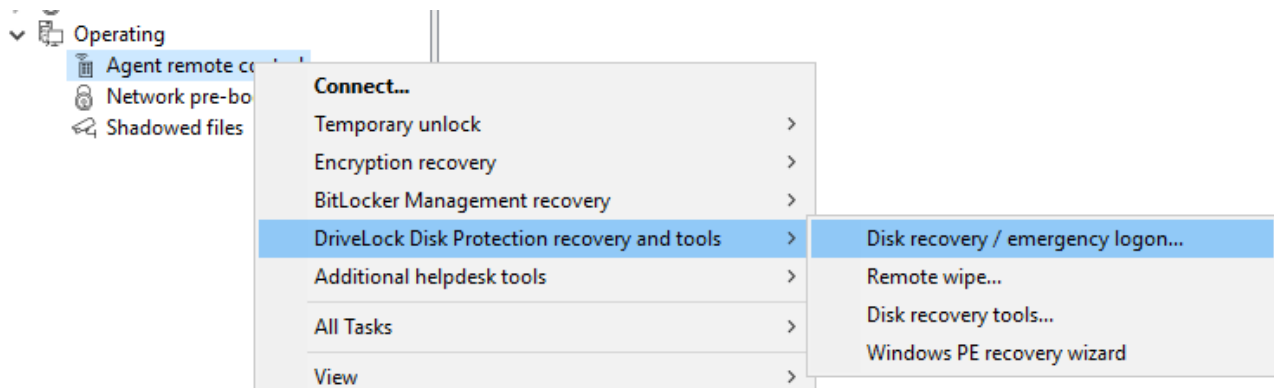 Operating
Agent remote
Network pre-bo
Shadowed files
Connect...
Temporary unlock
Encryption recovery
BitLocker Management recovery
DriveLock Disk Protection recovery and tools
Additional helpdesk tools
All Tasks
View
Disk recovery / emergency logon...
Remote wipe...
Disk recovery tools...
Windows PE recovery wizard